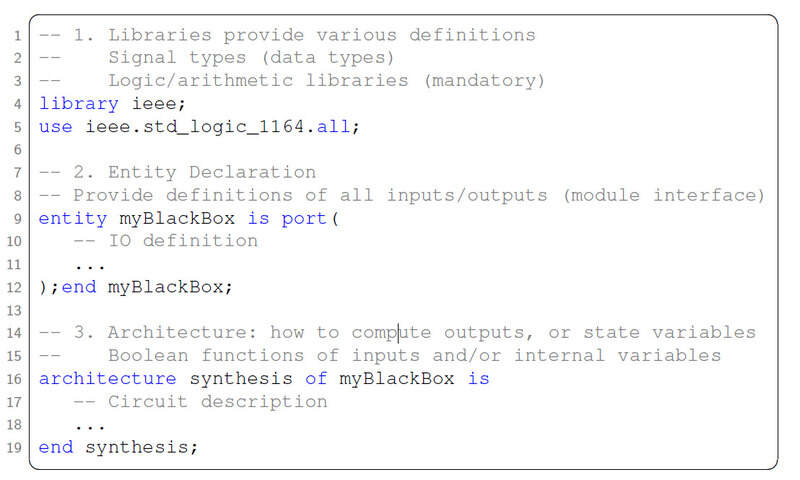 1 -- 1. Libraries provide various definitions
2 --    Signal types (data types)
3 --    Logic/arithmetic libraries (mandatory)
4 library ieee;
5 use ieee.std_logic_1164.all;
6
7 -- 2. Entity Declaration
8 -- Provide definitions of all inputs/outputs (module interface)
9 entity myBlackBox is port(
10    -- IO definition
11    ...
12 );end myBlackBox;
13
14 -- 3. Architecture: how to compute outputs, or state variables
15 --    Boolean functions of inputs and/or internal variables
16 architecture synthesis of myBlackBox is
17    -- Circuit description
18    ...
19 end synthesis;